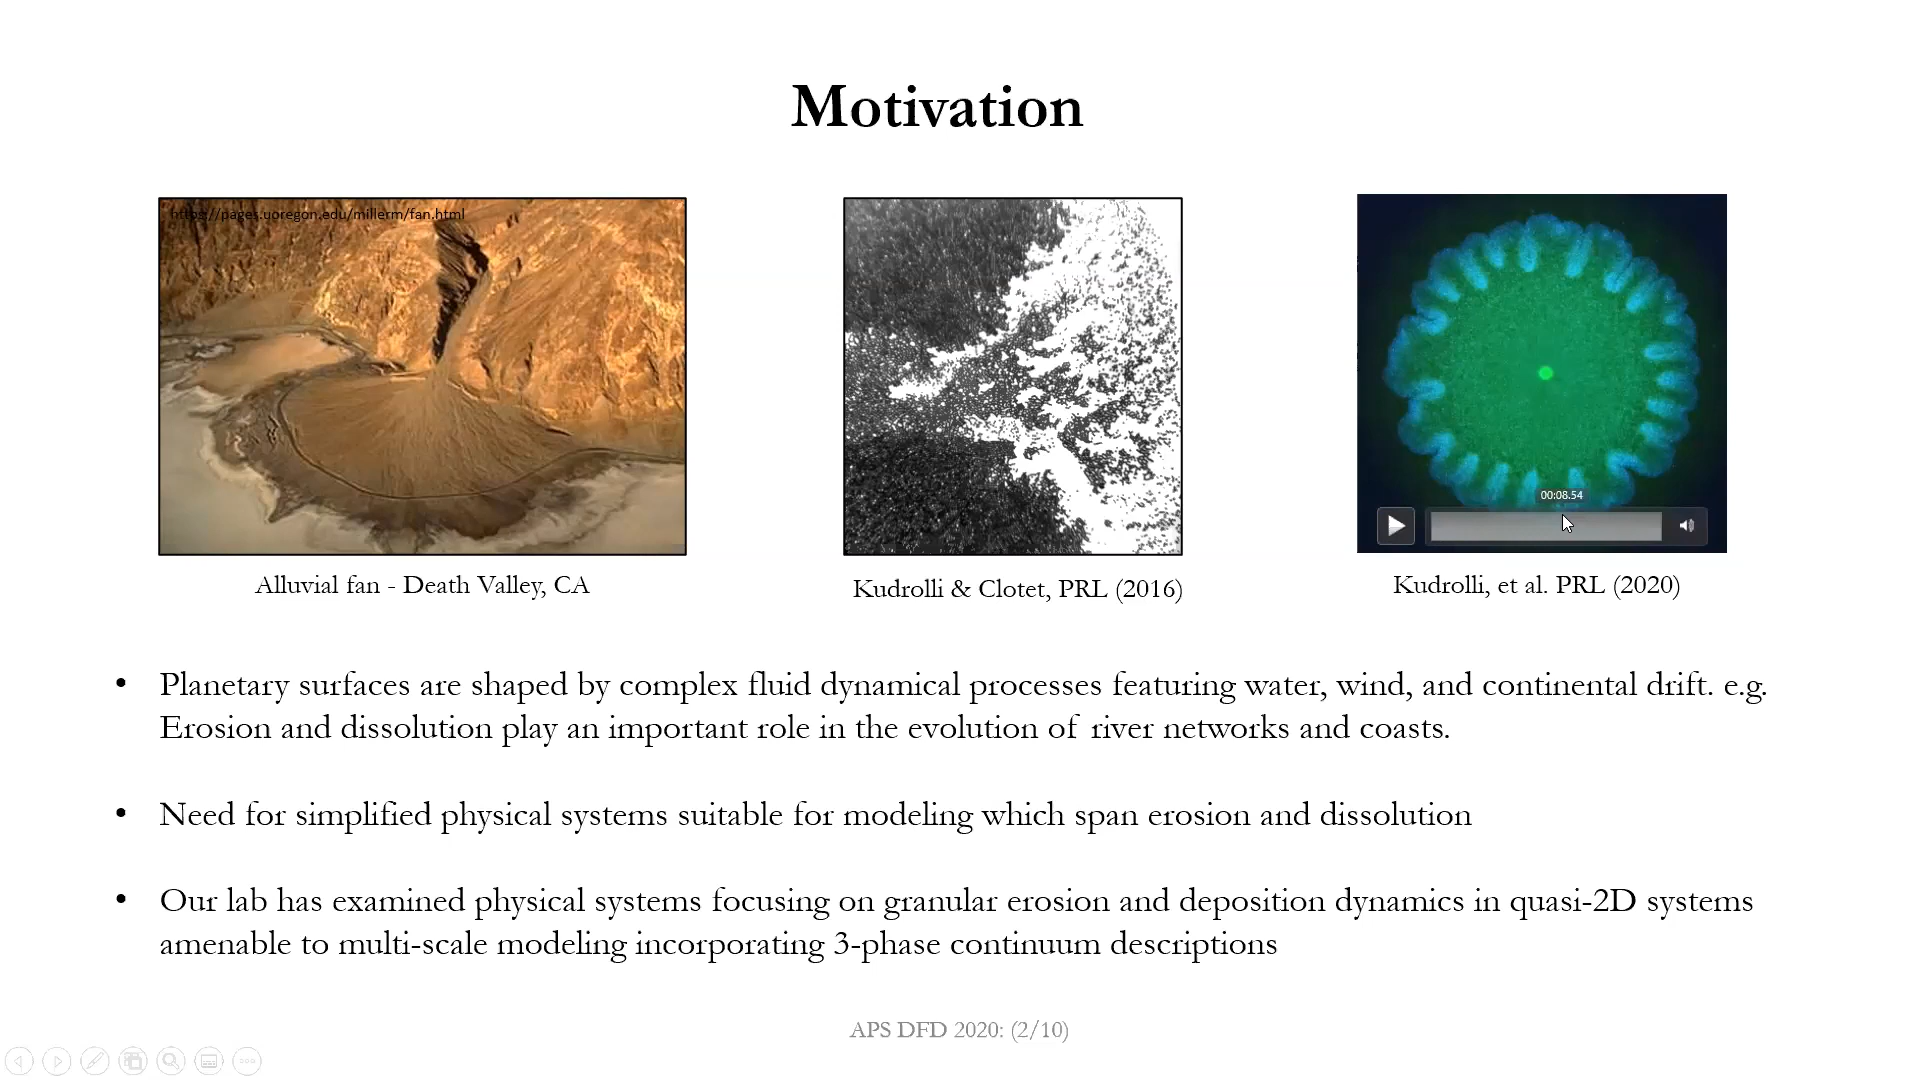 Motivation
https://pages.uoregon.edu/millerm/fan.html
00:08.54
Alluvial fan - Death Valley, CA
Kudrolli & Clotet, PRL (2016)
Kudrolli, et al. PRL (2020)
• Planetary surfaces are shaped by complex fluid dynamical processes featuring water, wind, and continental drift. e.g.
Erosion and dissolution play an important role in the evolution of river networks and coasts.
• Need for simplified physical systems suitable for modeling which span erosion and dissolution
• Our lab has examined physical systems focusing on granular erosion and deposition dynamics in quasi-2D systems
amenable to multi-scale modeling incorporating 3-phase continuum descriptions
APS DFD 2020: (2/10)